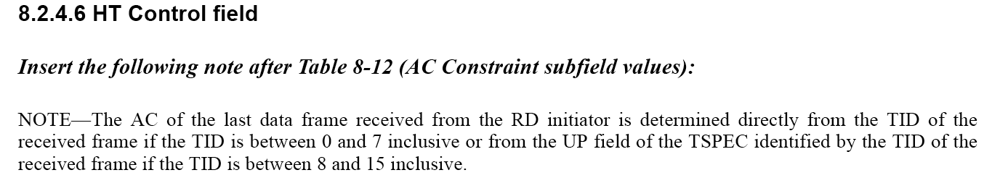 8.2.4.6 HT Control field
Insert the following note after Table 8-12 (AC Constraint subfield values):
NOTE—The AC of the last data frame received from the RD initiator is determined directly from the TID of the
received frame if the TID is between 0 and 7 inclusive or from the UP field of the TSPEC identified by the TID of the
received frame if the TID is between 8 and 15 inclusive.